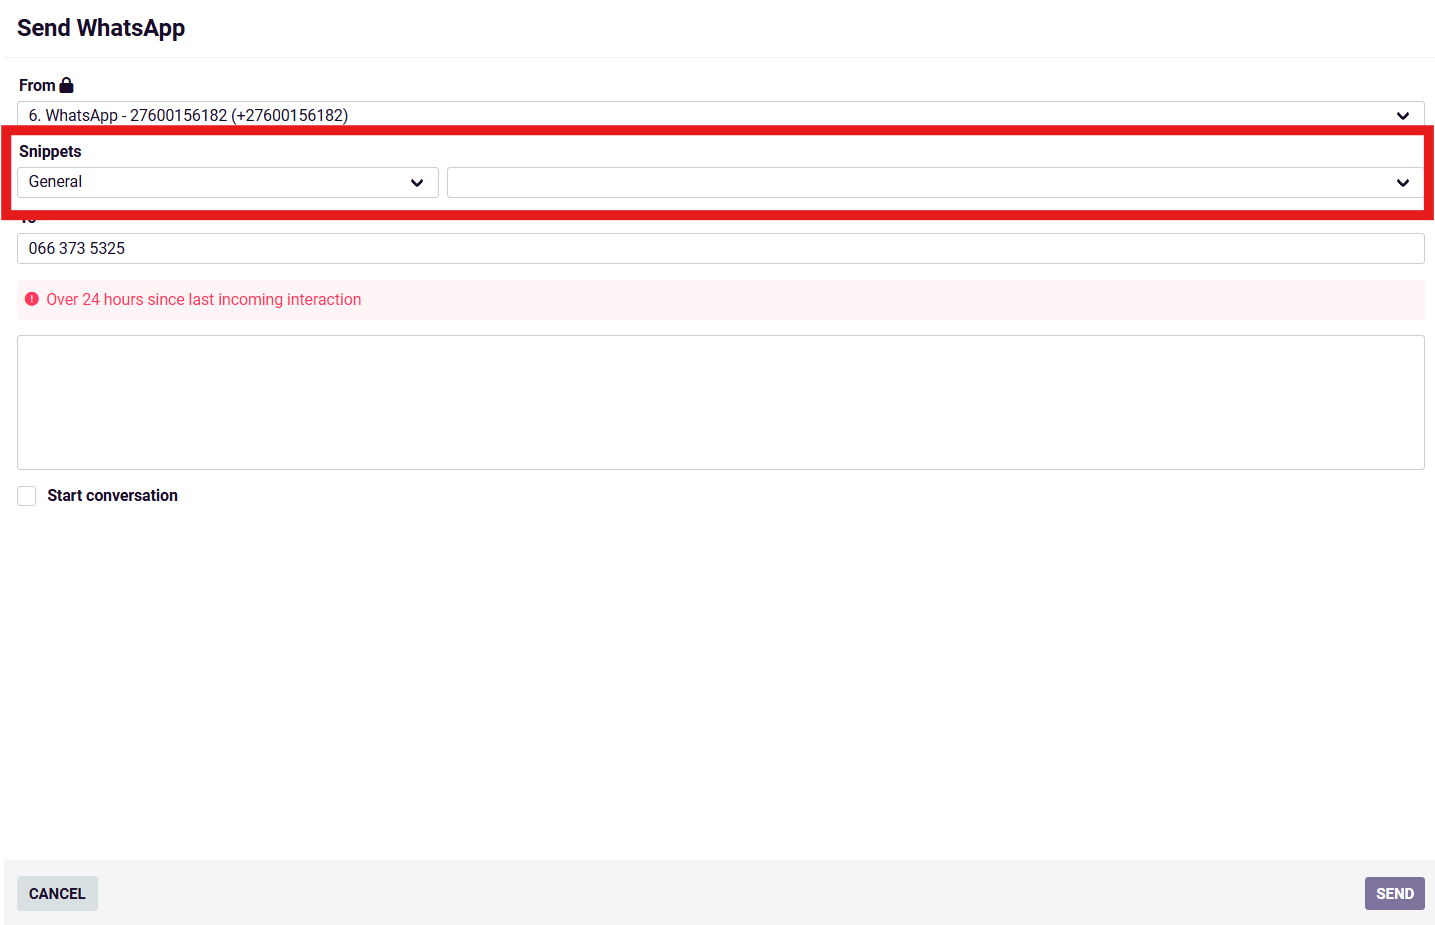 Send WhatsApp
From
6. WhatsApp - 27600156182 (+27600156182)
Snippets
General
To
066 373 5325
Over 24 hours since last incoming interaction
Start conversation
CANCEL
SEND